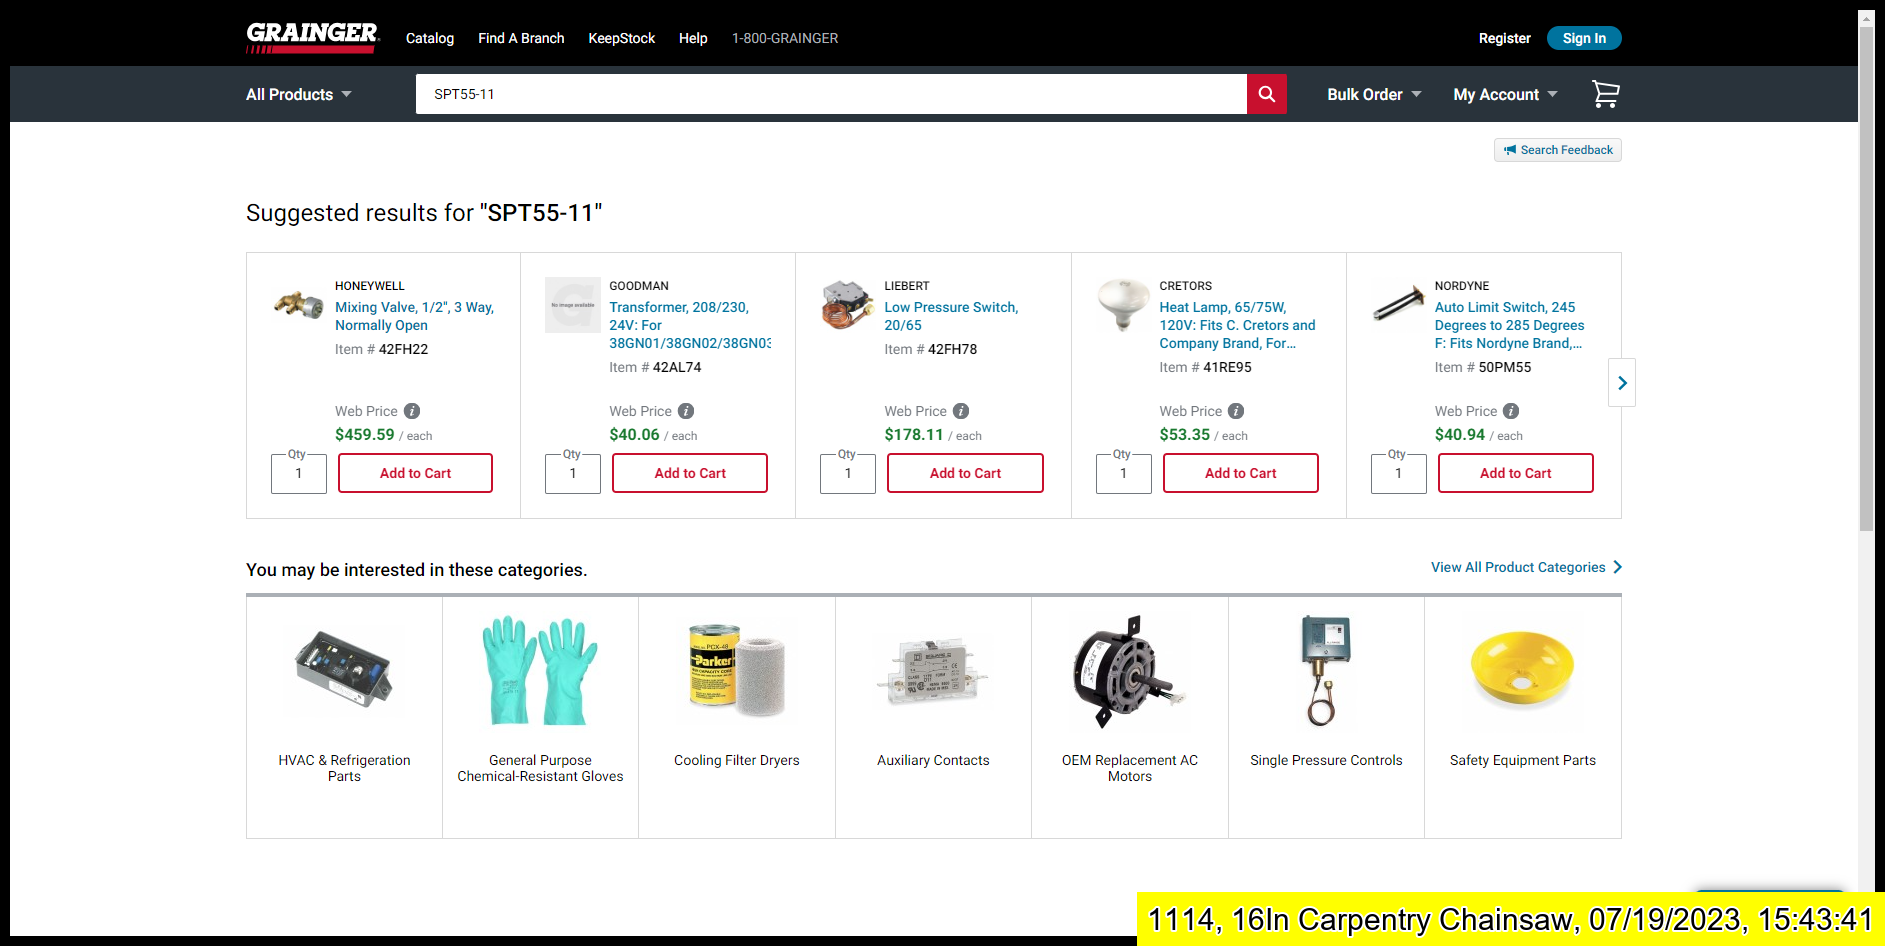 GRAINGER
Catalog
Find A Branch
KeepStock
Help
1-800-GRAINGER
Register
Sign In
All Products
SPT55-11
Bulk Order
My Account
Search Feedback
Suggested results for "SPT55-11"
HONEYWELL
Mixing Valve, 1/2", 3 Way,
Normally Open
Item # 42FH22
Web Price
$459.59 / each
Qty
1
Add to Cart
No image available
GOODMAN
Transformer, 208/230,
24V: For
38GN01/38GN02/38GN03
Item # 42AL74
Web Price
$40.06 / each
Qty
1
Add to Cart
LIEBERT
Low Pressure Switch,
20/65
Item # 42FH78
Web Price
$178.11 / each
Qty
1
Add to Cart
CRETORS
Heat Lamp, 65/75W,
120V: Fits C. Cretors and
Company Brand, For...
Item # 41RE95
Web Price
$53.35 / each
Qty
1
Add to Cart
NORDYNE
Auto Limit Switch, 245
Degrees to 285 Degrees
F: Fits Nordyne Brand,...
Item # 50PM55
Web Price
$40.94 / each
Qty
1
Add to Cart
You may be interested in these categories.
View All Product Categories
HVAC & Refrigeration
Parts
General Purpose
Chemical-Resistant Gloves
PCX-48
Parker
Cooling Filter Dryers
Auxiliary Contacts
OEM Replacement AC
Motors
Single Pressure Controls
Safety Equipment Parts
1114, 16In Carpentry Chainsaw, 07/19/2023, 15:43:41